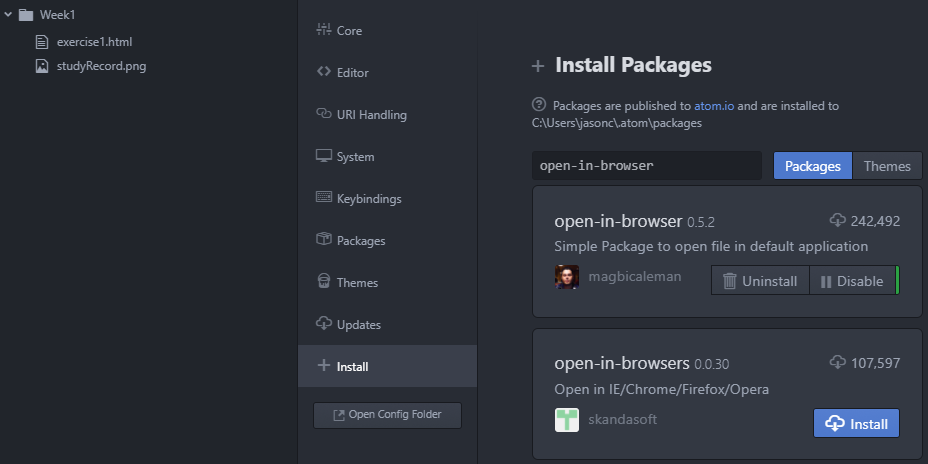 Week1
exercise1.html
studyRecord.png
Core
Editor
URI Handling
System
Keybindings
Packages
Themes
Updates
Install
Open Config Folder
Install Packages
Packages are published to atom.io and are installed to
C:\Users\jasonc\.atom\packages
open-in-browser
Packages Themes
open-in-browser 0.5.2 242,492
Simple Package to open file in default application
magbicaleman Uninstall Disable
open-in-browsers 0.0.30 107,597
Open in IE/Chrome/Firefox/Opera
skandasoft Install